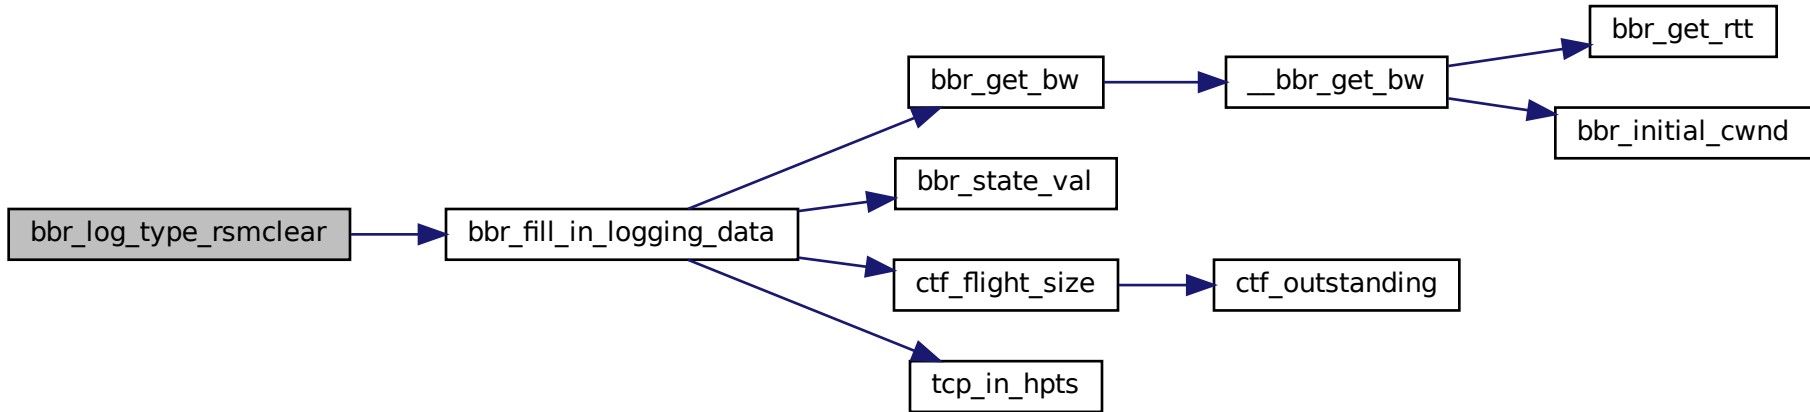 bbr_get_rtt
bbr_get_bw
__bbr_get_bw
bbr_initial_cwnd
bbr_state_val
bbr_log_type_rsmclear
bbr_fill_in_logging_data
ctf_flight_size
ctf_outstanding
tcp_in_hpts